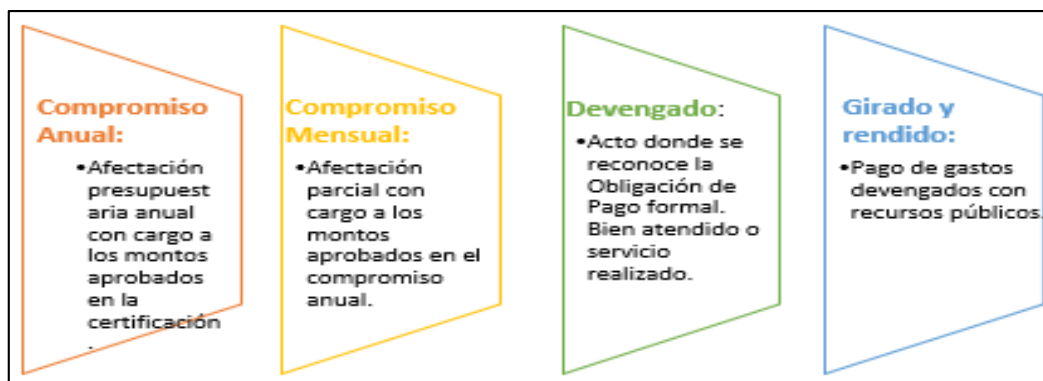 Compromiso
Anual:
•Afectación
presupuest
aria anual
con cargo a
los montos
aprobados
en la
certificación
.
Compromiso
Mensual:
•Afectación
parcial con
cargo a los
montos
aprobados en el
compromiso
anual.
Devengado:
•Acto donde se
reconoce la
Obligación de
Pago formal.
Bien atendido o
servicio
realizado.
Girado y
rendido:
•Pago de gastos
devengados con
recursos públicos.